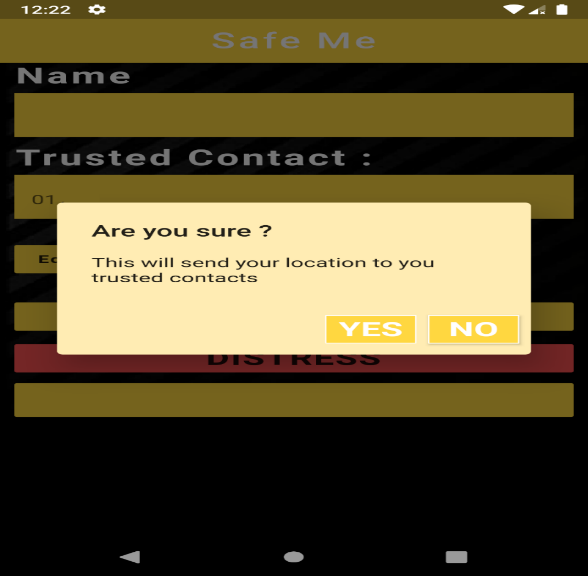 12:22
Safe Me
Name
Trusted Contact :
01
Are you sure ?
This will send your location to you
trusted contacts
YES NO
DISTRESS